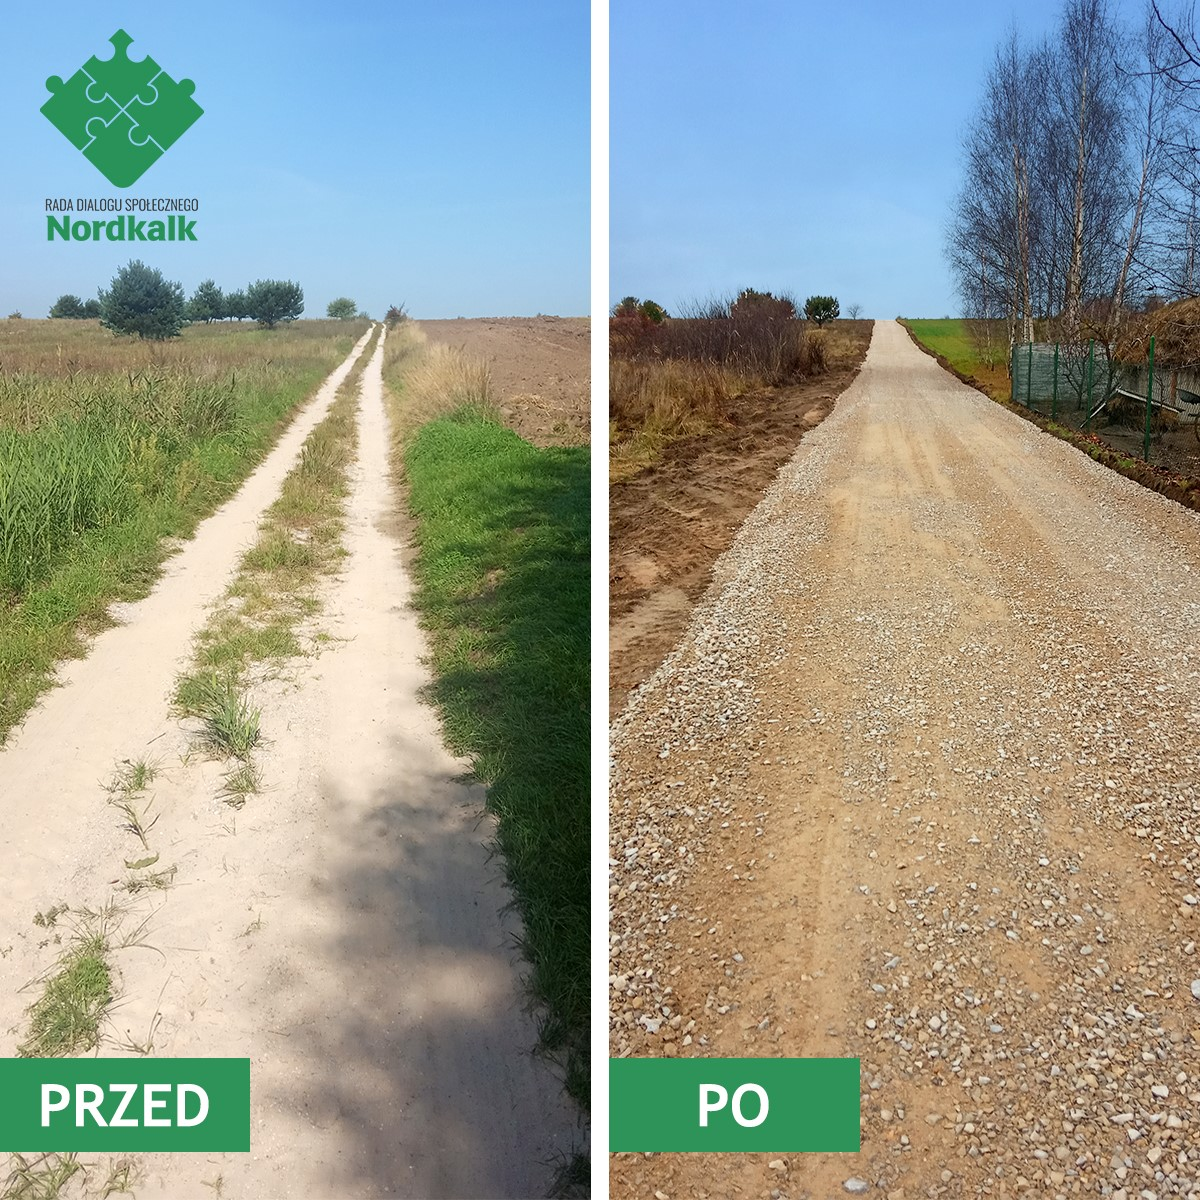 RADA DIALOGU SPOŁECZNEGO
Nordkalk
PRZED
PO